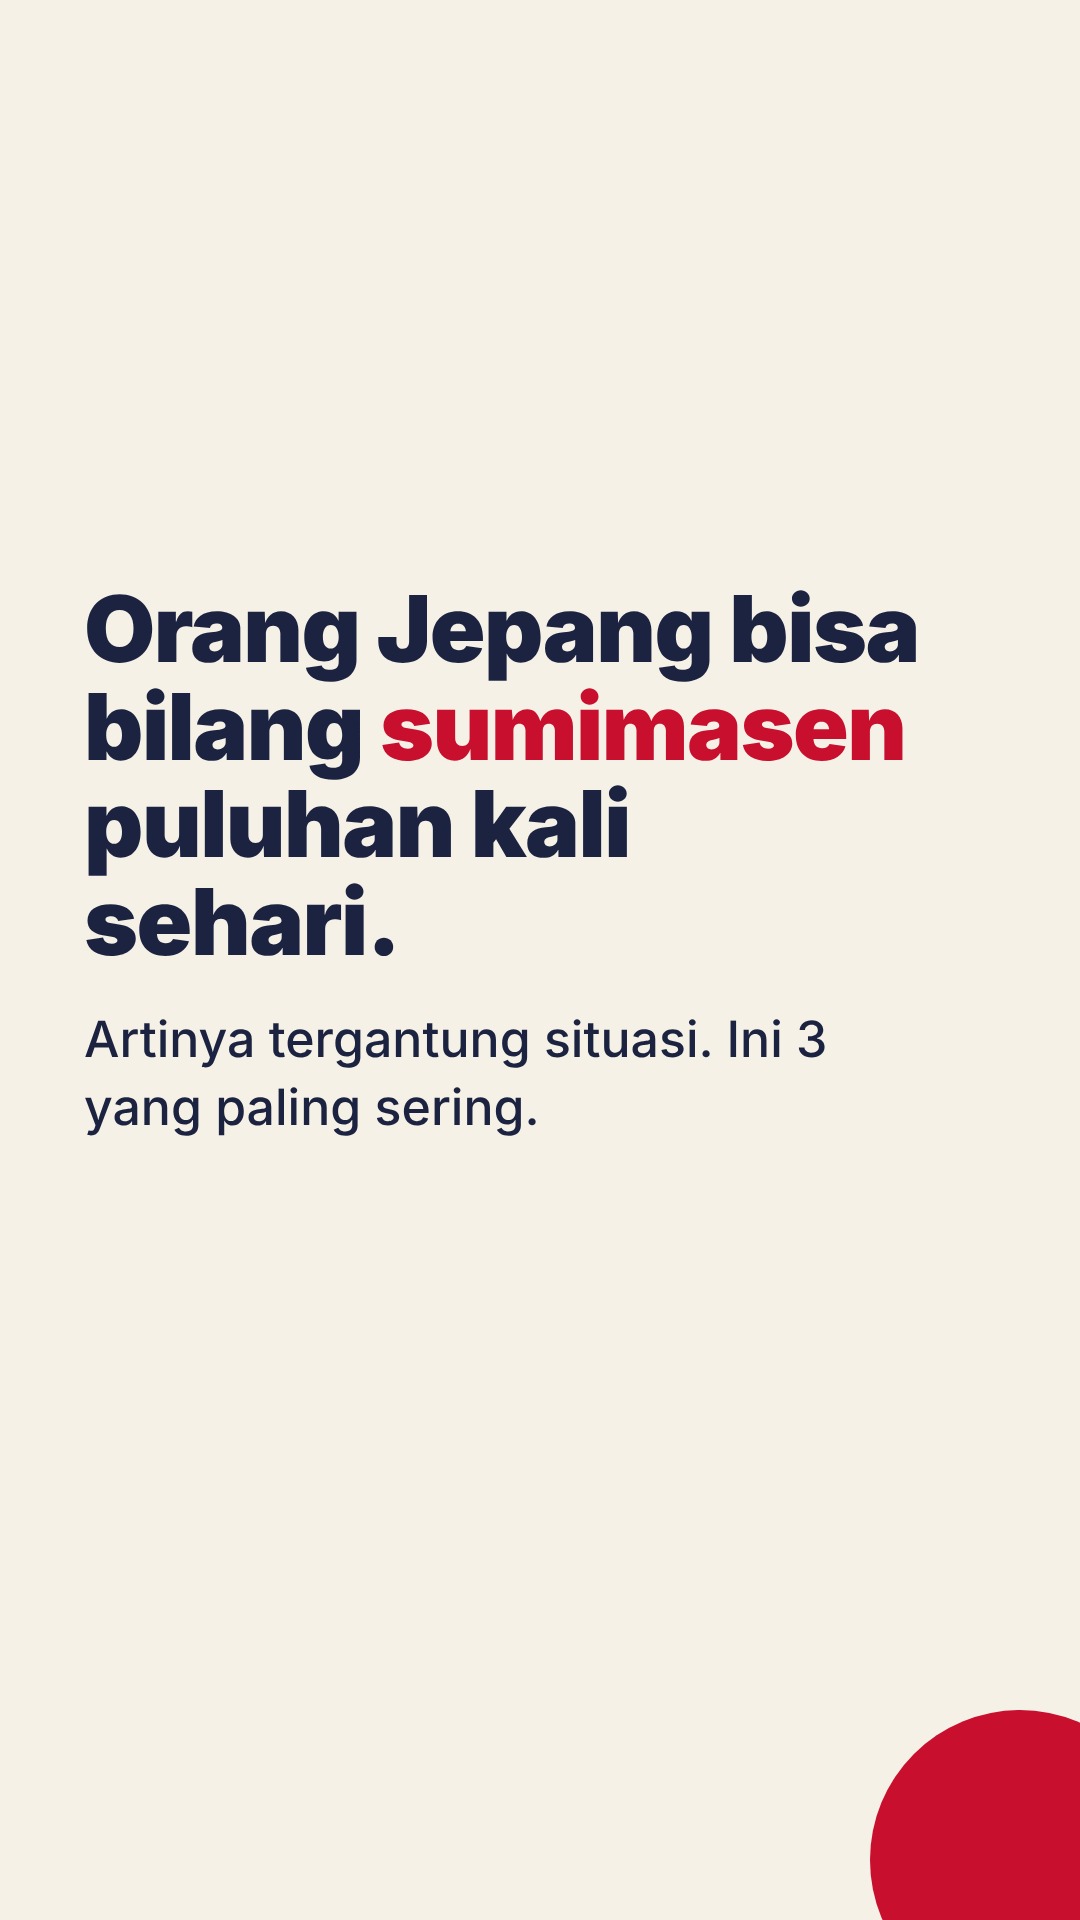 Orang Jepang bisa
bilang sumimasen
puluhan kali
sehari.
Artinya tergantung situasi. Ini 3
yang paling sering.